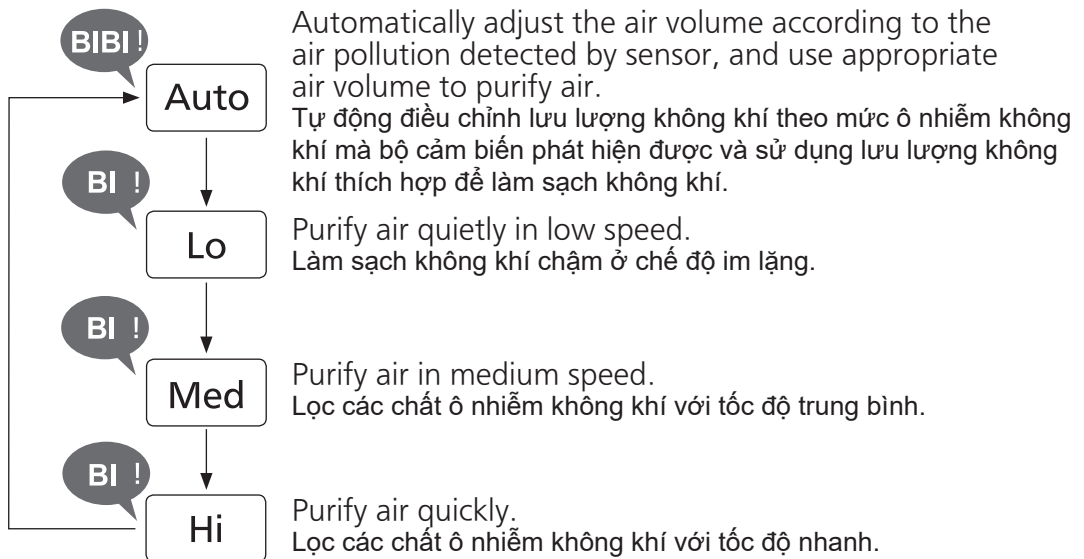 BIBI !
Auto
Automatically adjust the air volume according to the
air pollution detected by sensor, and use appropriate
air volume to purify air.
Tự động điều chỉnh lưu lượng không khí theo mức ô nhiễm không
khí mà bộ cảm biến phát hiện được và sử dụng lưu lượng không
khí thích hợp để làm sạch không khí.
BI !
Lo
Purify air quietly in low speed.
Làm sạch không khí chậm ở chế độ im lặng.
BI !
Med
Purify air in medium speed.
Lọc các chất ô nhiễm không khí với tốc độ trung bình.
BI !
Hi
Purify air quickly.
Lọc các chất ô nhiễm không khí với tốc độ nhanh.